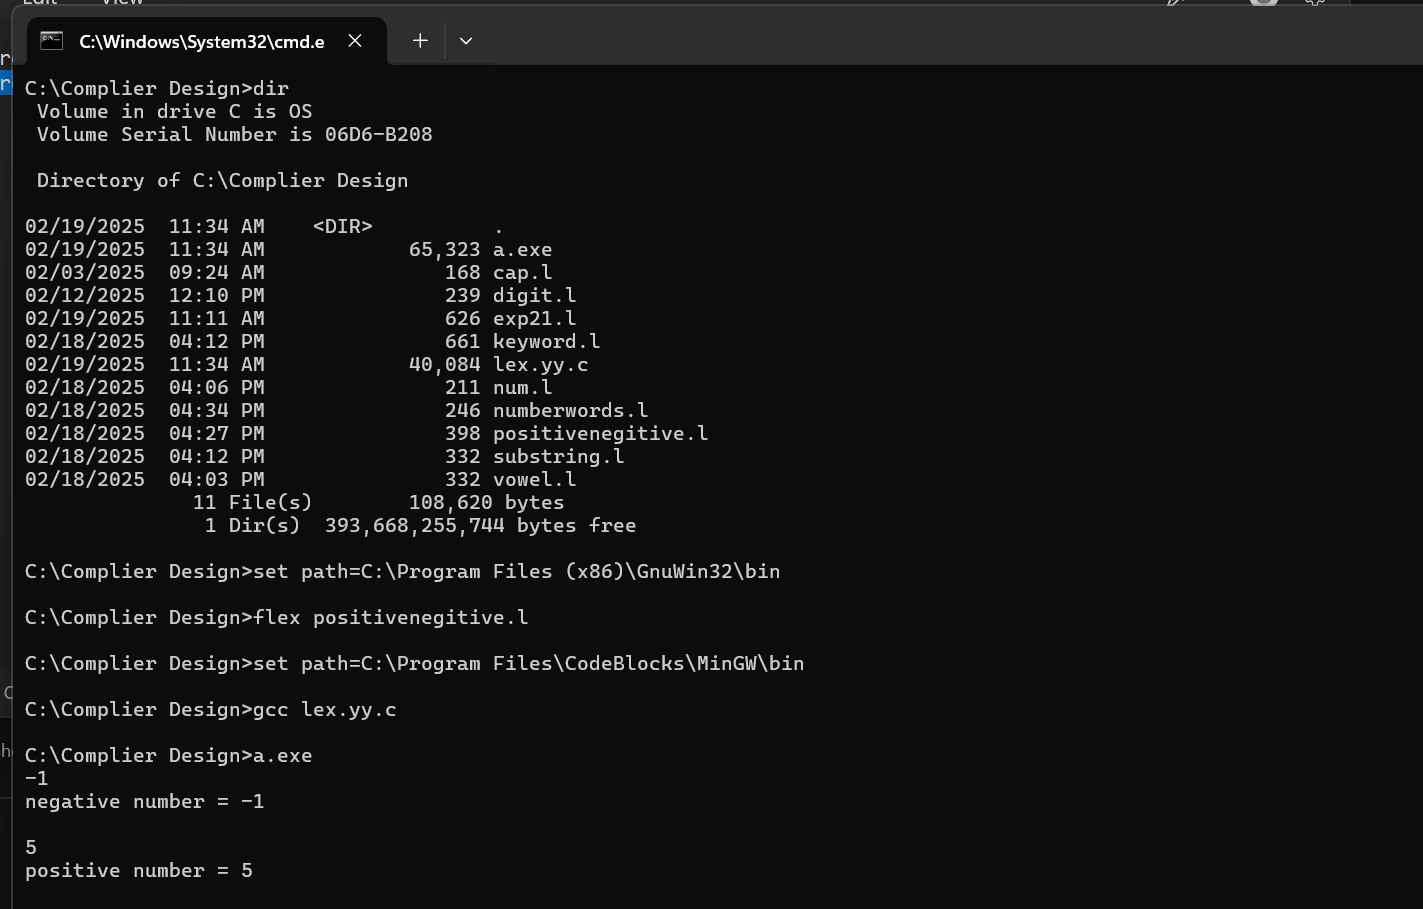 Edit View
C:\Windows\System32\cmd.e
C:\Complier Design>dir
 Volume in drive C is OS
 Volume Serial Number is 06D6-B208

 Directory of C:\Complier Design

02/19/2025  11:34 AM    <DIR>          .
02/19/2025  11:34 AM            65,323 a.exe
02/03/2025  09:24 AM               168 cap.l
02/12/2025  12:10 PM               239 digit.l
02/19/2025  11:11 AM               626 exp21.l
02/18/2025  04:12 PM               661 keyword.l
02/19/2025  11:34 AM            40,084 lex.yy.c
02/18/2025  04:06 PM               211 num.l
02/18/2025  04:34 PM               246 numberwords.l
02/18/2025  04:27 PM               398 positivenegitive.l
02/18/2025  04:12 PM               332 substring.l
02/18/2025  04:03 PM               332 vowel.l
              11 File(s)        108,620 bytes
               1 Dir(s)  393,668,255,744 bytes free

C:\Complier Design>set path=C:\Program Files (x86)\GnuWin32\bin

C:\Complier Design>flex positivenegitive.l

C:\Complier Design>set path=C:\Program Files\CodeBlocks\MinGW\bin

C:\Complier Design>gcc lex.yy.c

C:\Complier Design>a.exe
-1
negative number = -1

5
positive number = 5